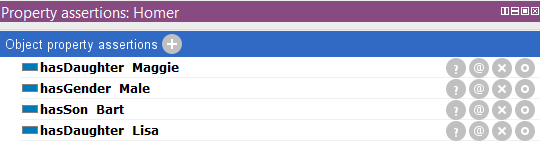 Property assertions: Homer
Object property assertions
hasDaughter Maggie
hasGender Male
hasSon Bart
hasDaughter Lisa